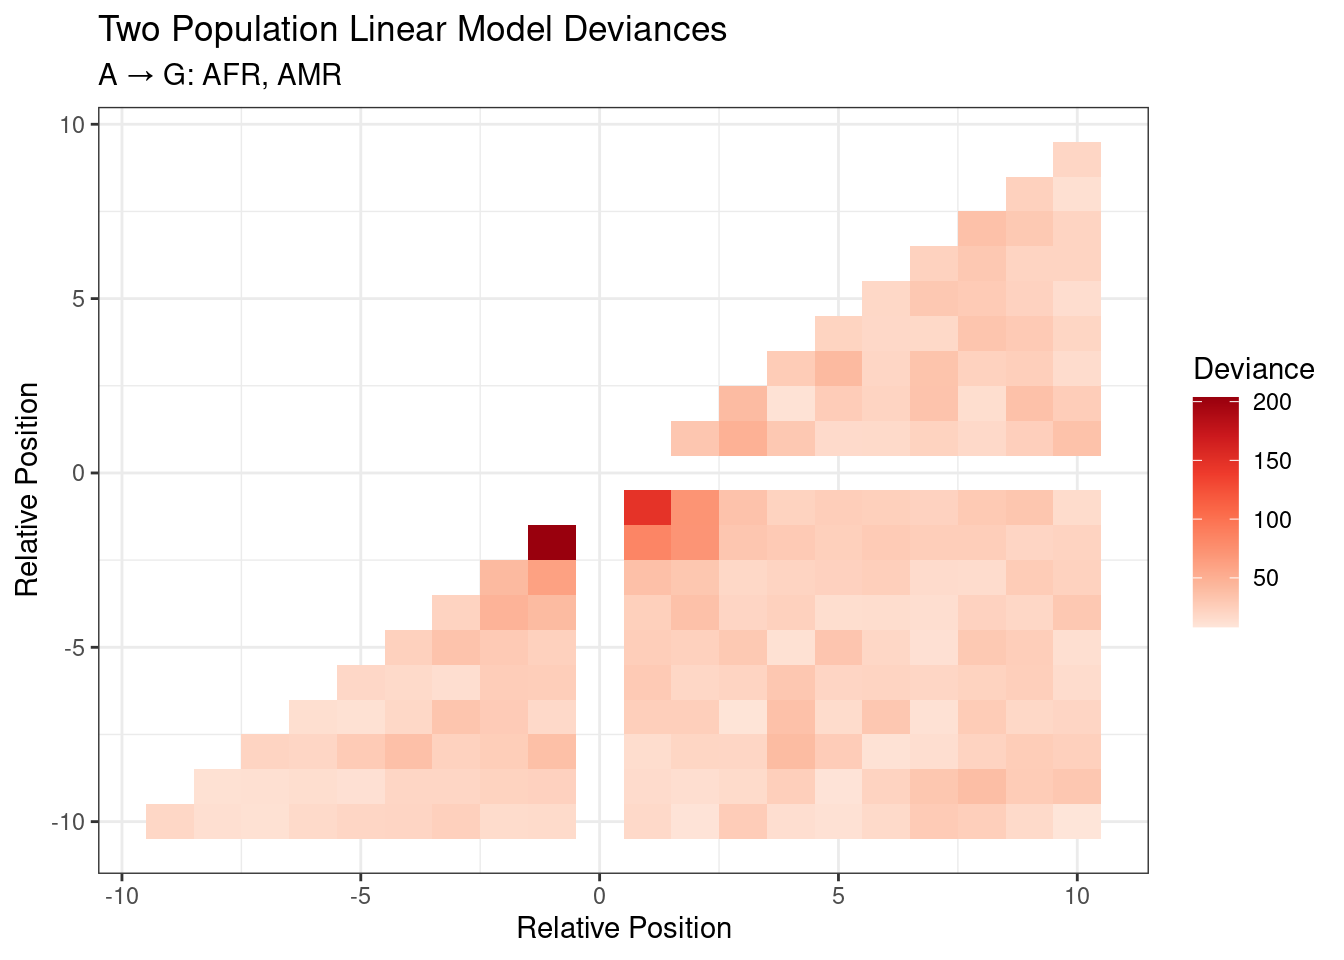 Two Population Linear Model Deviances
A → G: AFR, AMR
10
5
0
-5
-10
Relative Position
-10
-5
0
5
10
Relative Position
Deviance
200
150
100
50